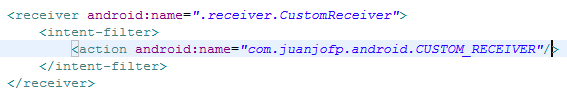 <receiver android:name=".receiver.CustomReceiver">
<intent-filter>
<action android:name="com.juanjofp.android.CUSTOM_RECEIVER"/>
</intent-filter>
</receiver>